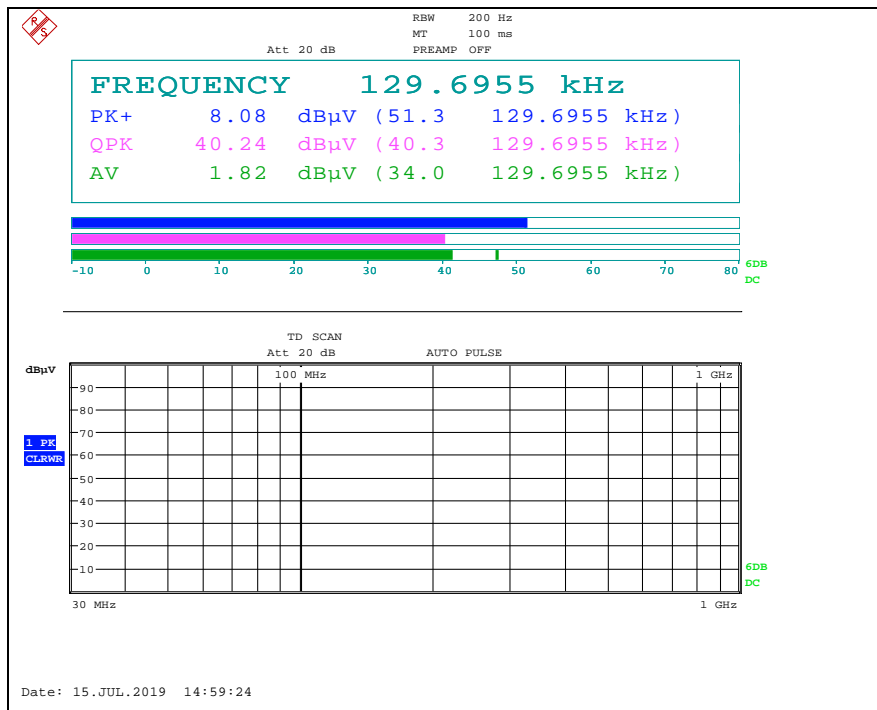 R&S
RBW 200 Hz
MT 100 ms
Att 20 dB PREAMP OFF
FREQUENCY 129.6955 kHz
PK+ 8.08 dBµV (51.3 129.6955 kHz)
QPK 40.24 dBµV (40.3 129.6955 kHz)
AV 1.82 dBµV (34.0 129.6955 kHz)
-10 0 10 20 30 40 50 60 70 80
6DB
DC
TD SCAN
Att 20 dB AUTO PULSE
dBµV
100 MHz 1 GHz
90
80
70
1 PK
CLRWR
60
50
40
30
20
10
6DB
DC
30 MHz 1 GHz
Date: 15.JUL.2019 14:59:24